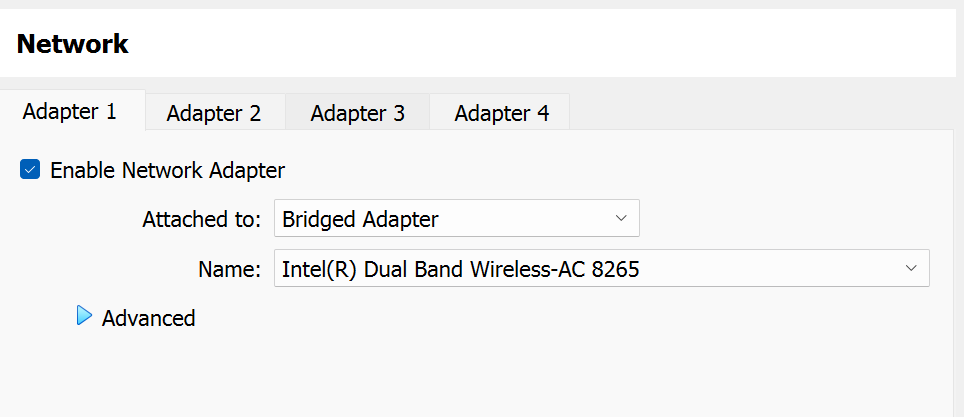 Network
Adapter 1 Adapter 2 Adapter 3 Adapter 4
Enable Network Adapter
Attached to: Bridged Adapter
Name: Intel(R) Dual Band Wireless-AC 8265
Advanced